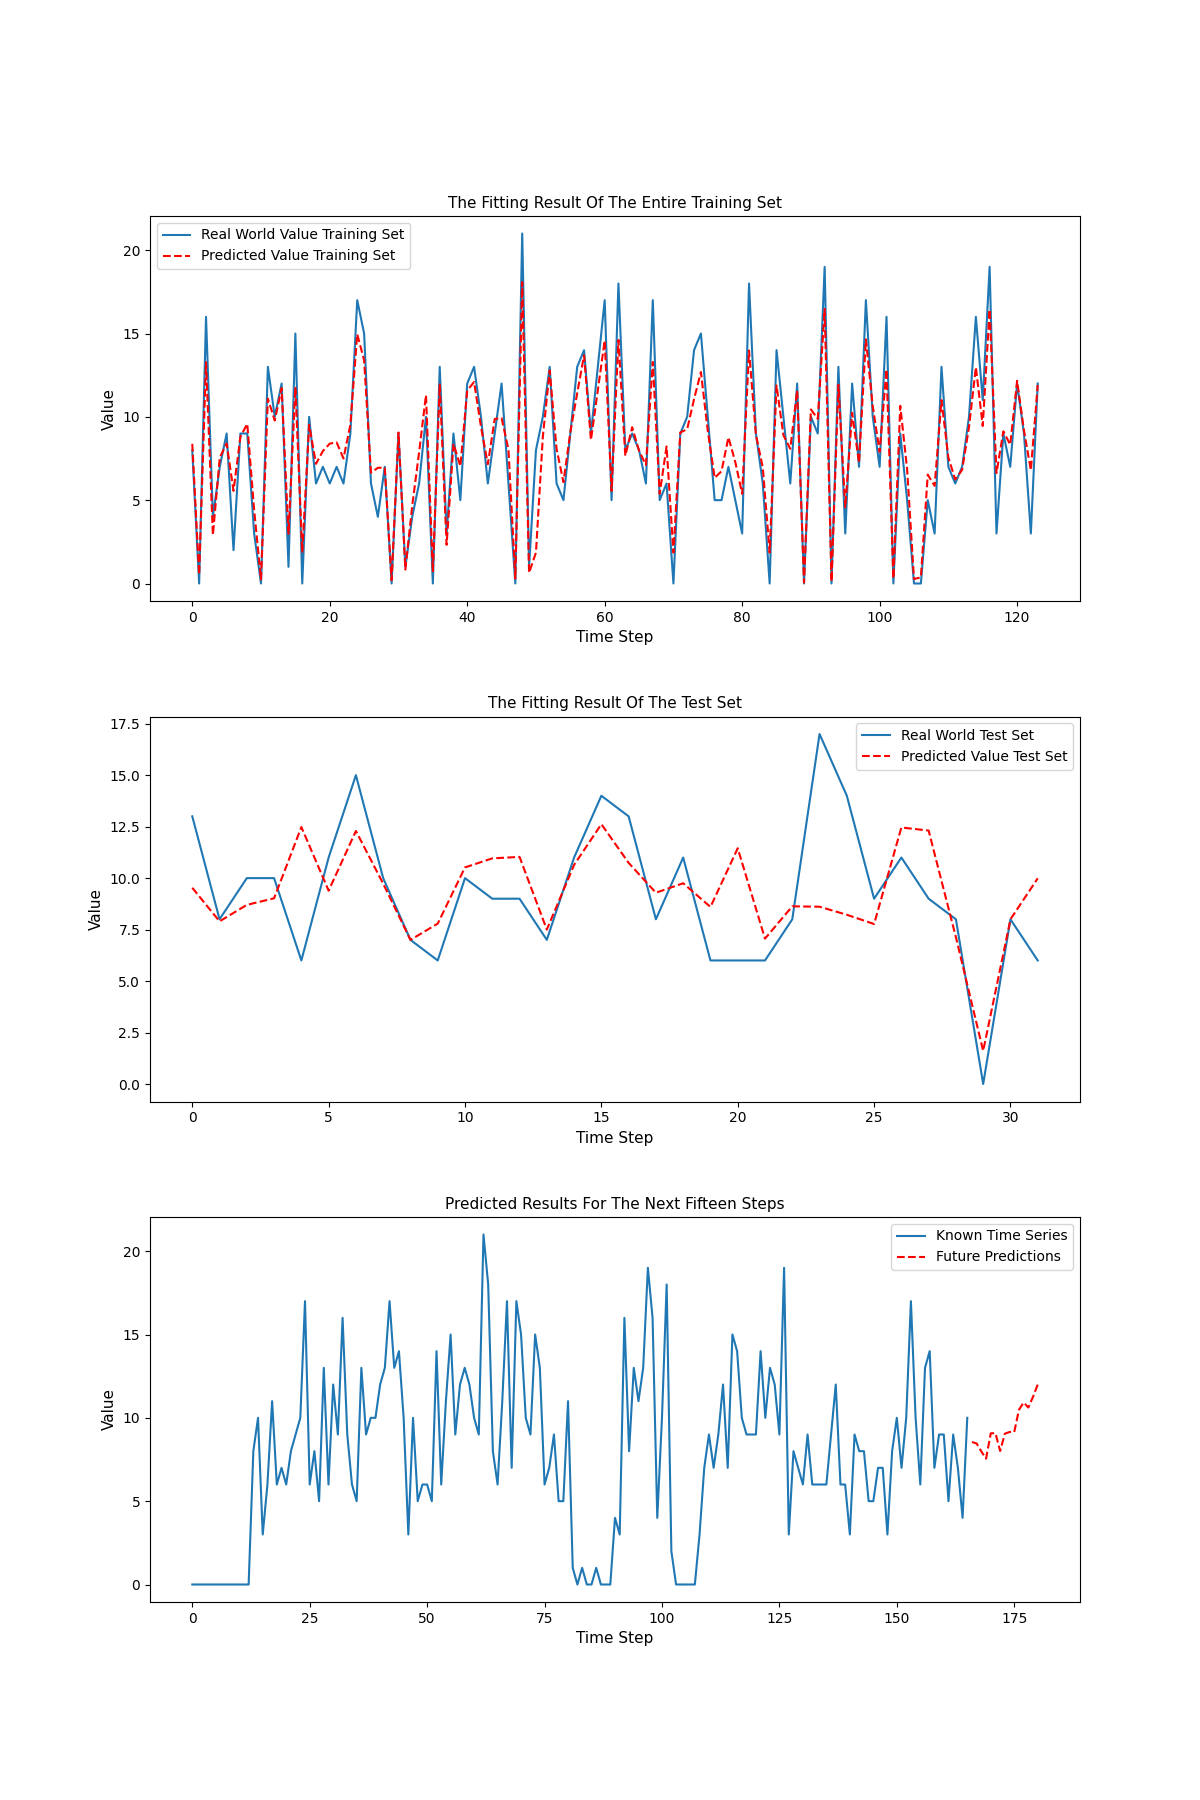 The Fitting Result Of The Entire Training Set
Real World Value Training Set
Predicted Value Training Set
Value
20
15
10
5
0
0 20 40 60 80 100 120
Time Step
The Fitting Result Of The Test Set
Real World Test Set
Predicted Value Test Set
Value
17.5
15.0
12.5
10.0
7.5
5.0
2.5
0.0
0 5 10 15 20 25 30
Time Step
Predicted Results For The Next Fifteen Steps
Known Time Series
Future Predictions
Value
20
15
10
5
0
0 25 50 75 100 125 150 175
Time Step